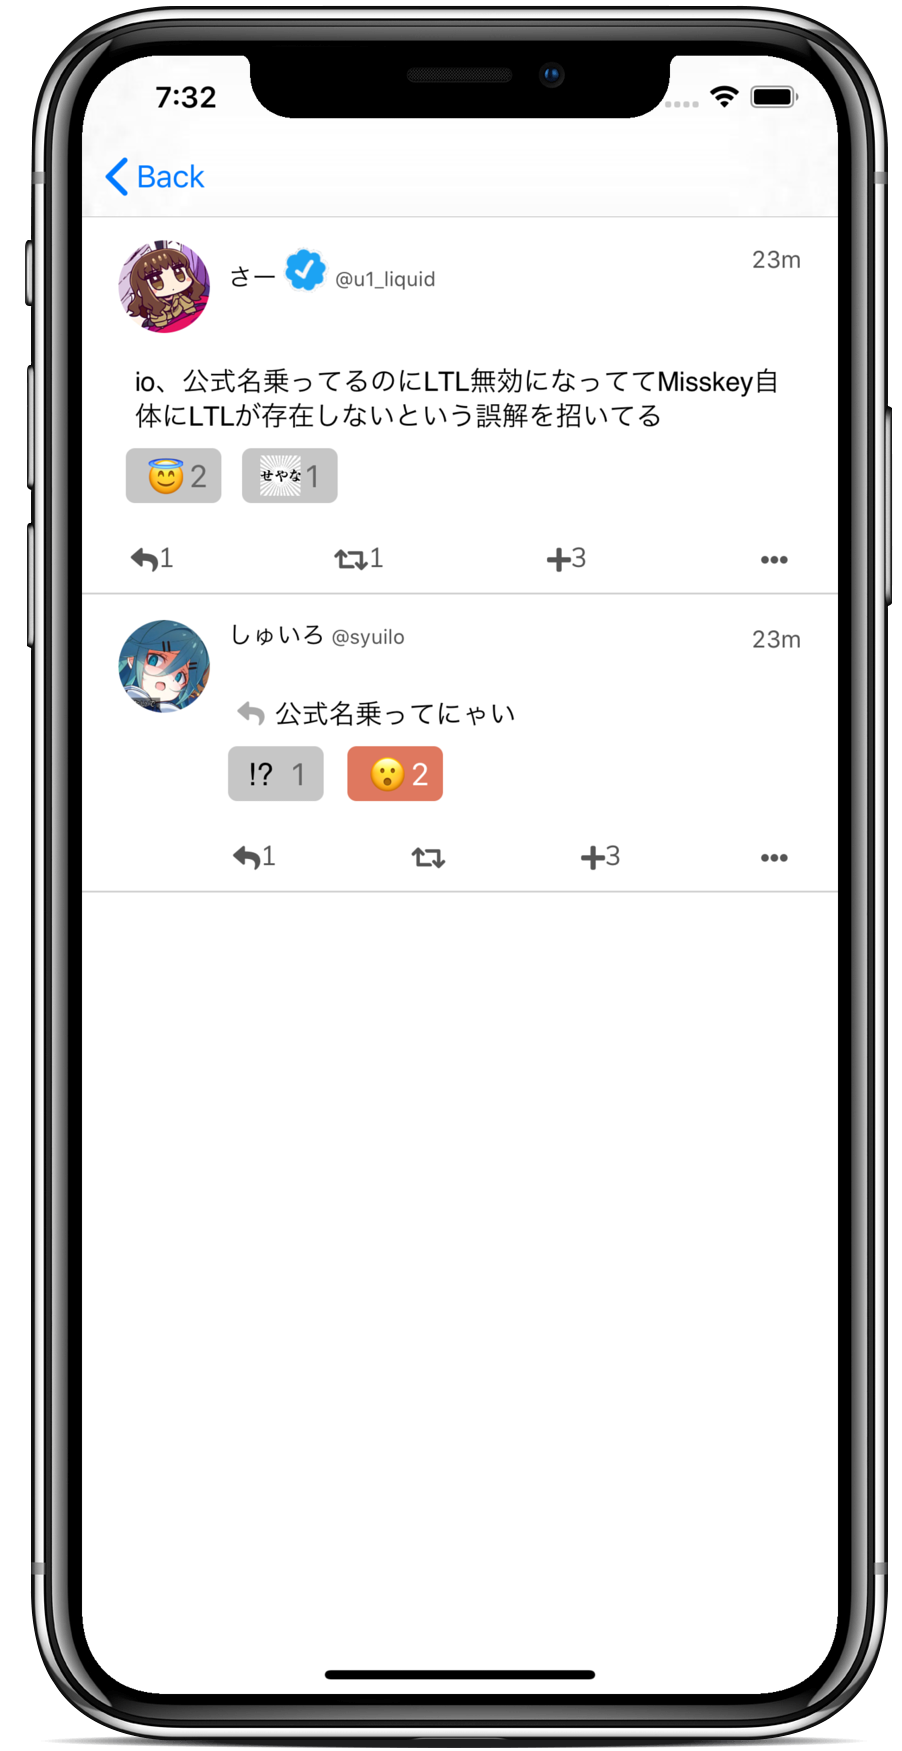 7:32
Back
さー @u1_liquid 23m
io、公式名乗ってるのにLTL無効になっててMisskey自
体にLTLが存在しないという誤解を招いてる
😇 2 せやな 1
1 1 +3 •••
しゅいろ @syuilo 23m
公式名乗ってにゃい
!? 1 😮 2
1 +3 •••